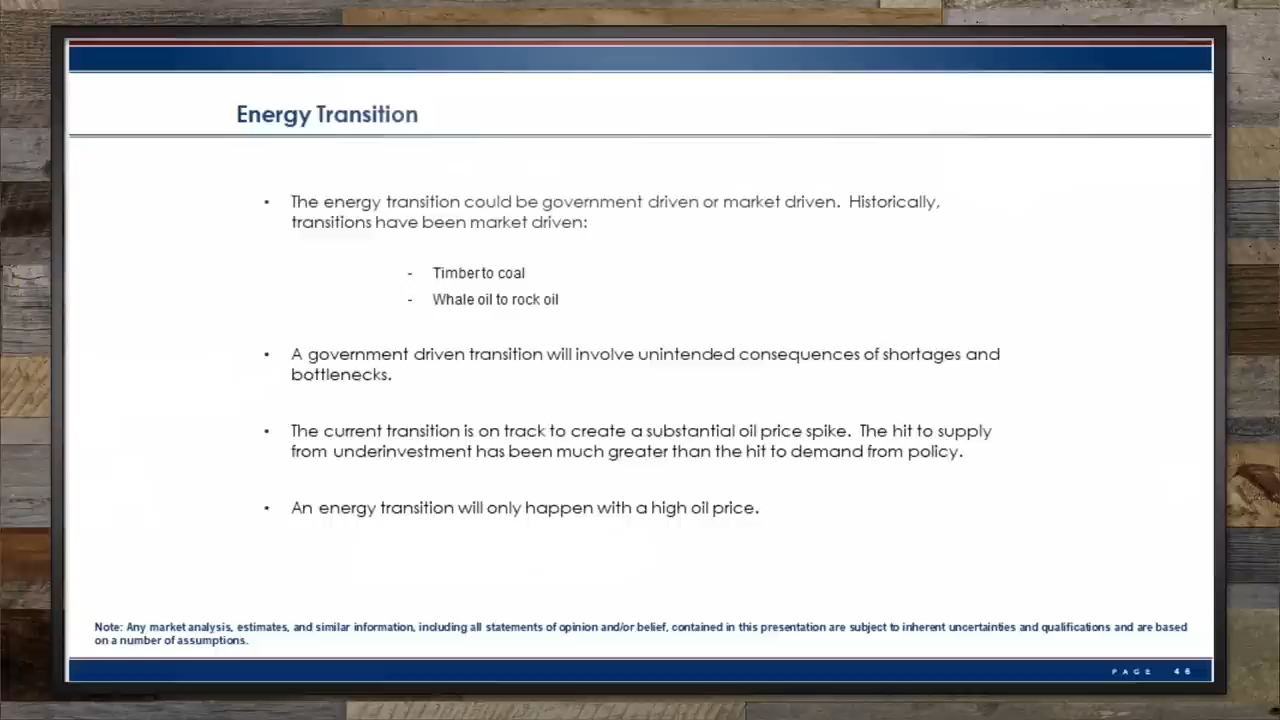 Energy Transition
• The energy transition could be government driven or market driven. Historically,
transitions have been market driven:
- Timber to coal
- Whale oil to rock oil
• A government driven transition will involve unintended consequences of shortages and
bottlenecks.
• The current transition is on track to create a substantial oil price spike. The hit to supply
from underinvestment has been much greater than the hit to demand from policy.
• An energy transition will only happen with a high oil price.
Note: Any market analysis, estimates, and similar information, including all statements of opinion and/or belief, contained in this presentation are subject to inherent uncertainties and qualifications and are based
on a number of assumptions.
PAGE 46